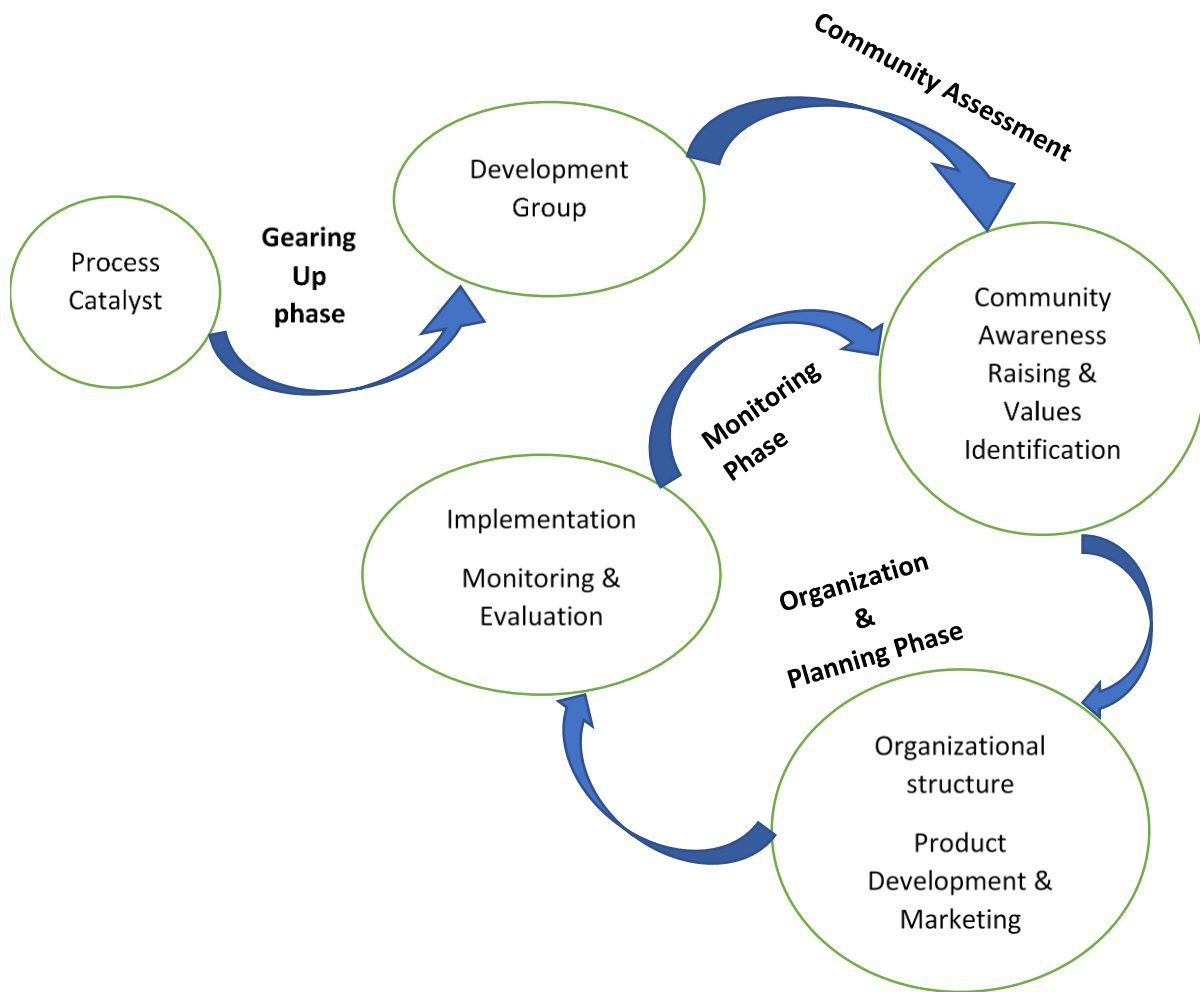 Community Assessment
Development
Group
Gearing
Up
phase
Process
Catalyst
Community
Awareness
Raising &
Values
Identification
Monitoring
Phase
Implementation
Monitoring &
Evaluation
Organization
&
Planning Phase
Organizational
structure
Product
Development &
Marketing